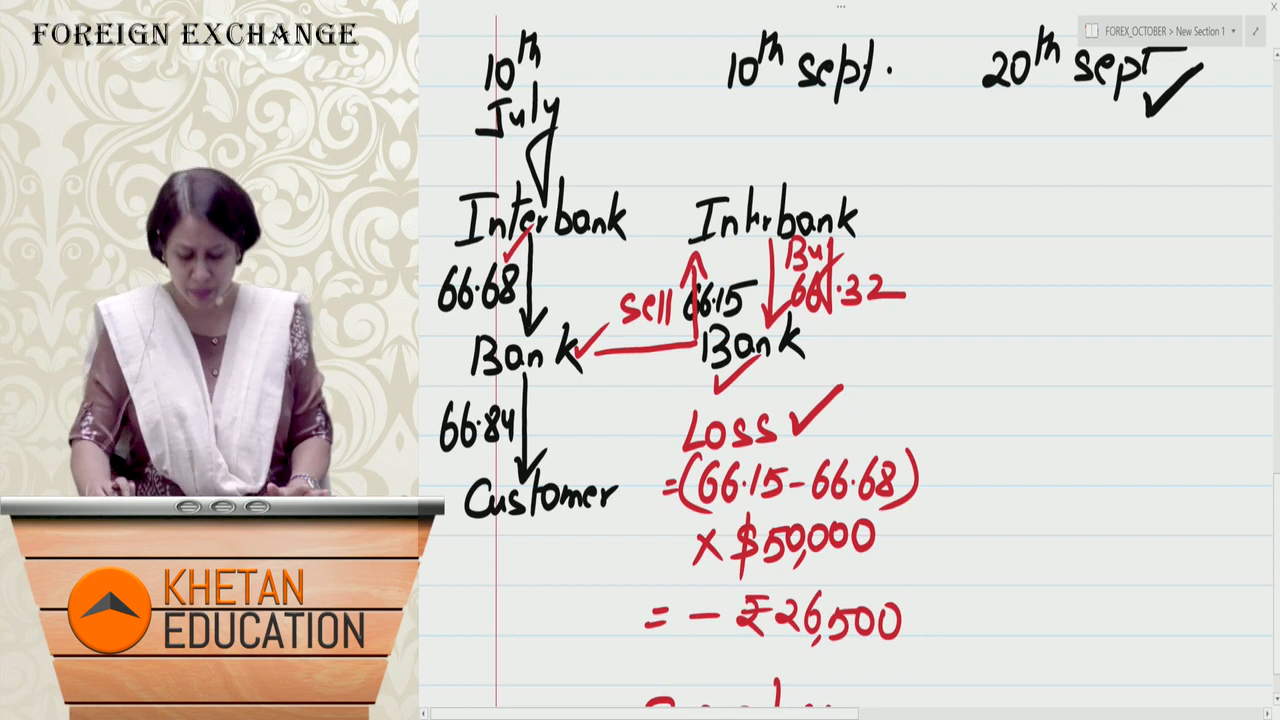 FOREIGN EXCHANGE
FOREX_OCTOBER > New Section 1
10th July
10th sept.
20th sept
Interbank
Interbank
66.68
sell
66.15
Buy
66.32
Bank
Bank
66.84
Loss
Customer
=(66.15-66.68)
x $50,000
= - ₹26,500
KHETAN
EDUCATION